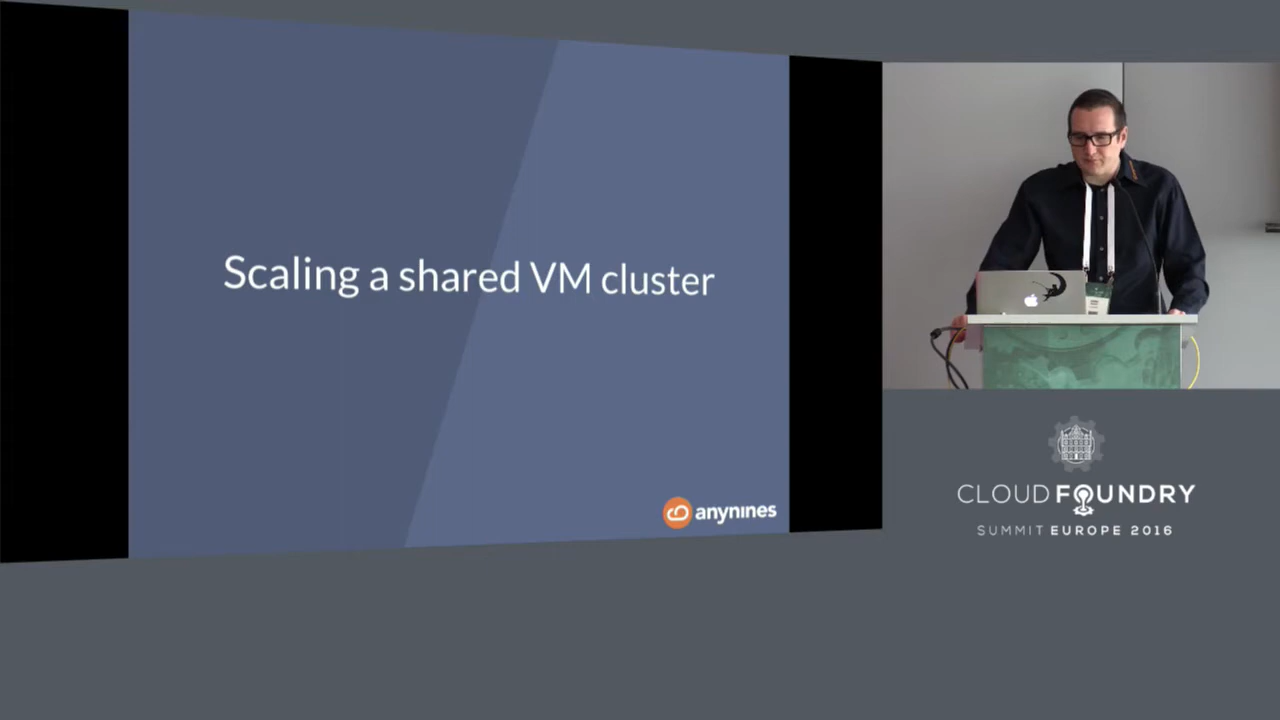 Scaling a shared VM cluster
anynines
CLOUD FOUNDRY
SUMMIT EUROPE 2016